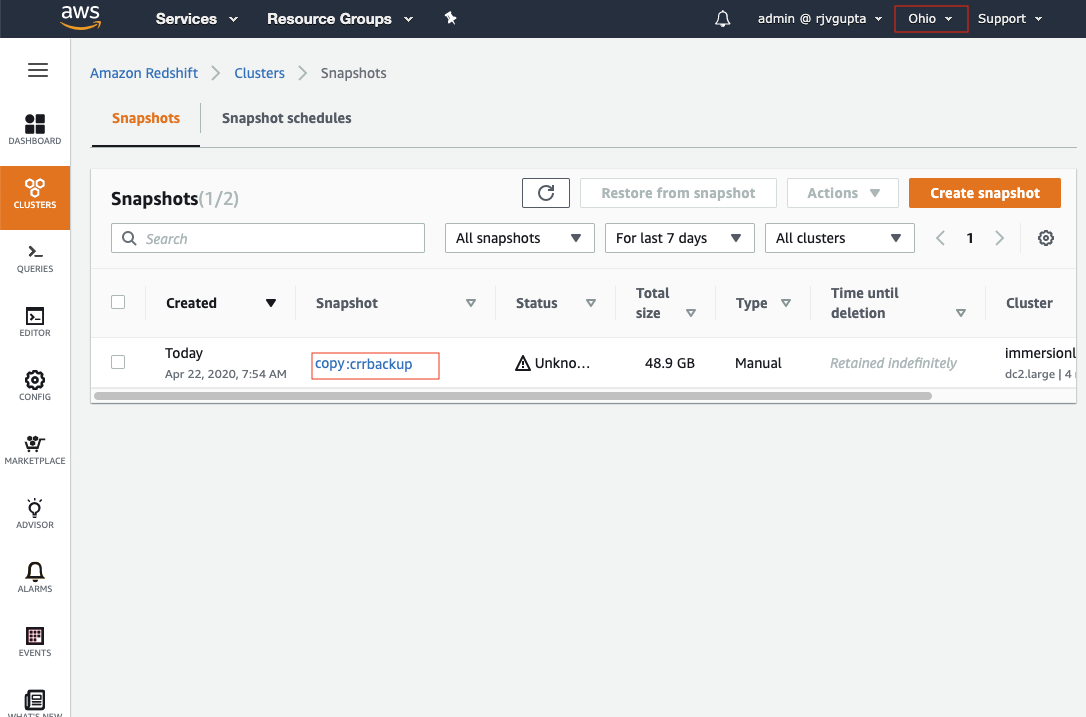 aws Services Resource Groups admin @ rjvgupta Ohio Support
Amazon Redshift Clusters Snapshots
Snapshots Snapshot schedules
DASHBOARD
CLUSTERS
QUERIES
EDITOR
CONFIG
MARKETPLACE
ADVISOR
ALARMS
EVENTS
WHAT'S NEW
Snapshots(1/2) Restore from snapshot Actions Create snapshot
Search All snapshots For last 7 days All clusters 1
Created Snapshot Status Total size Type Time until deletion Cluster
Today
Apr 22, 2020, 7:54 AM
copy:crrbackup Unkno... 48.9 GB Manual Retained indefinitely
immersionl
dc2.large | 4